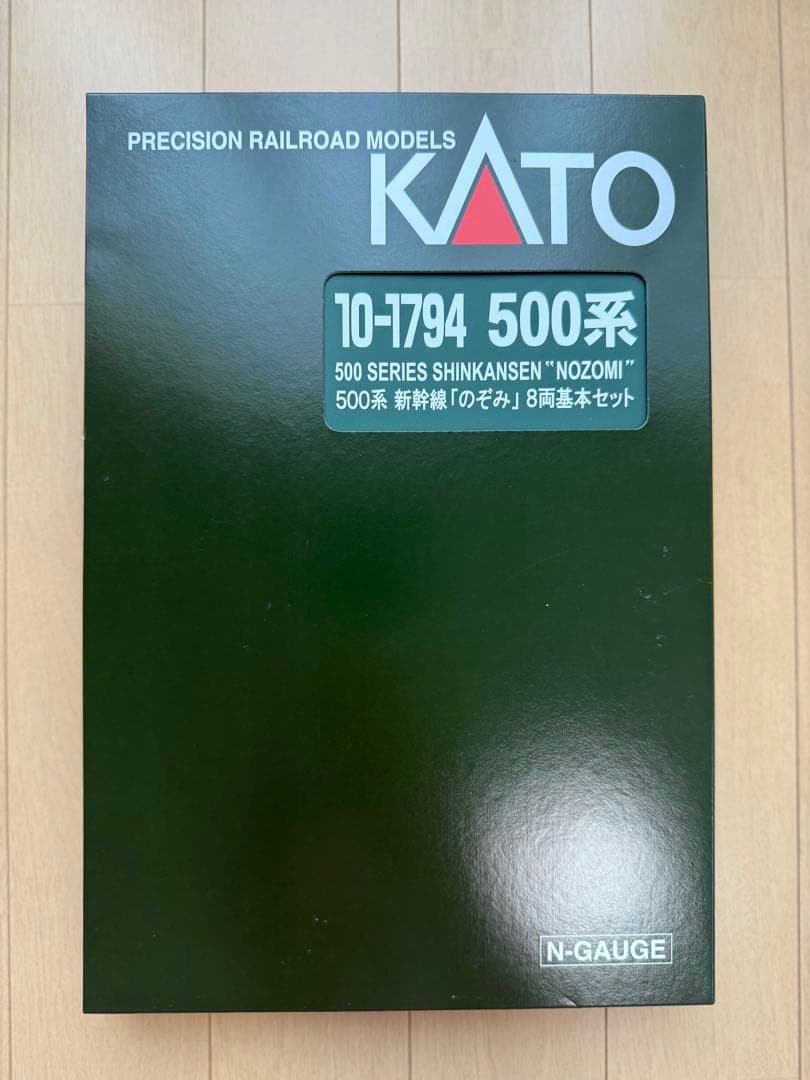 PRECISION RAILROAD MODELS
KATO
10-1794 500系
500 SERIES SHINKANSEN "NOZOMI"
500系 新幹線「のぞみ」 8両基本セット
N-GAUGE